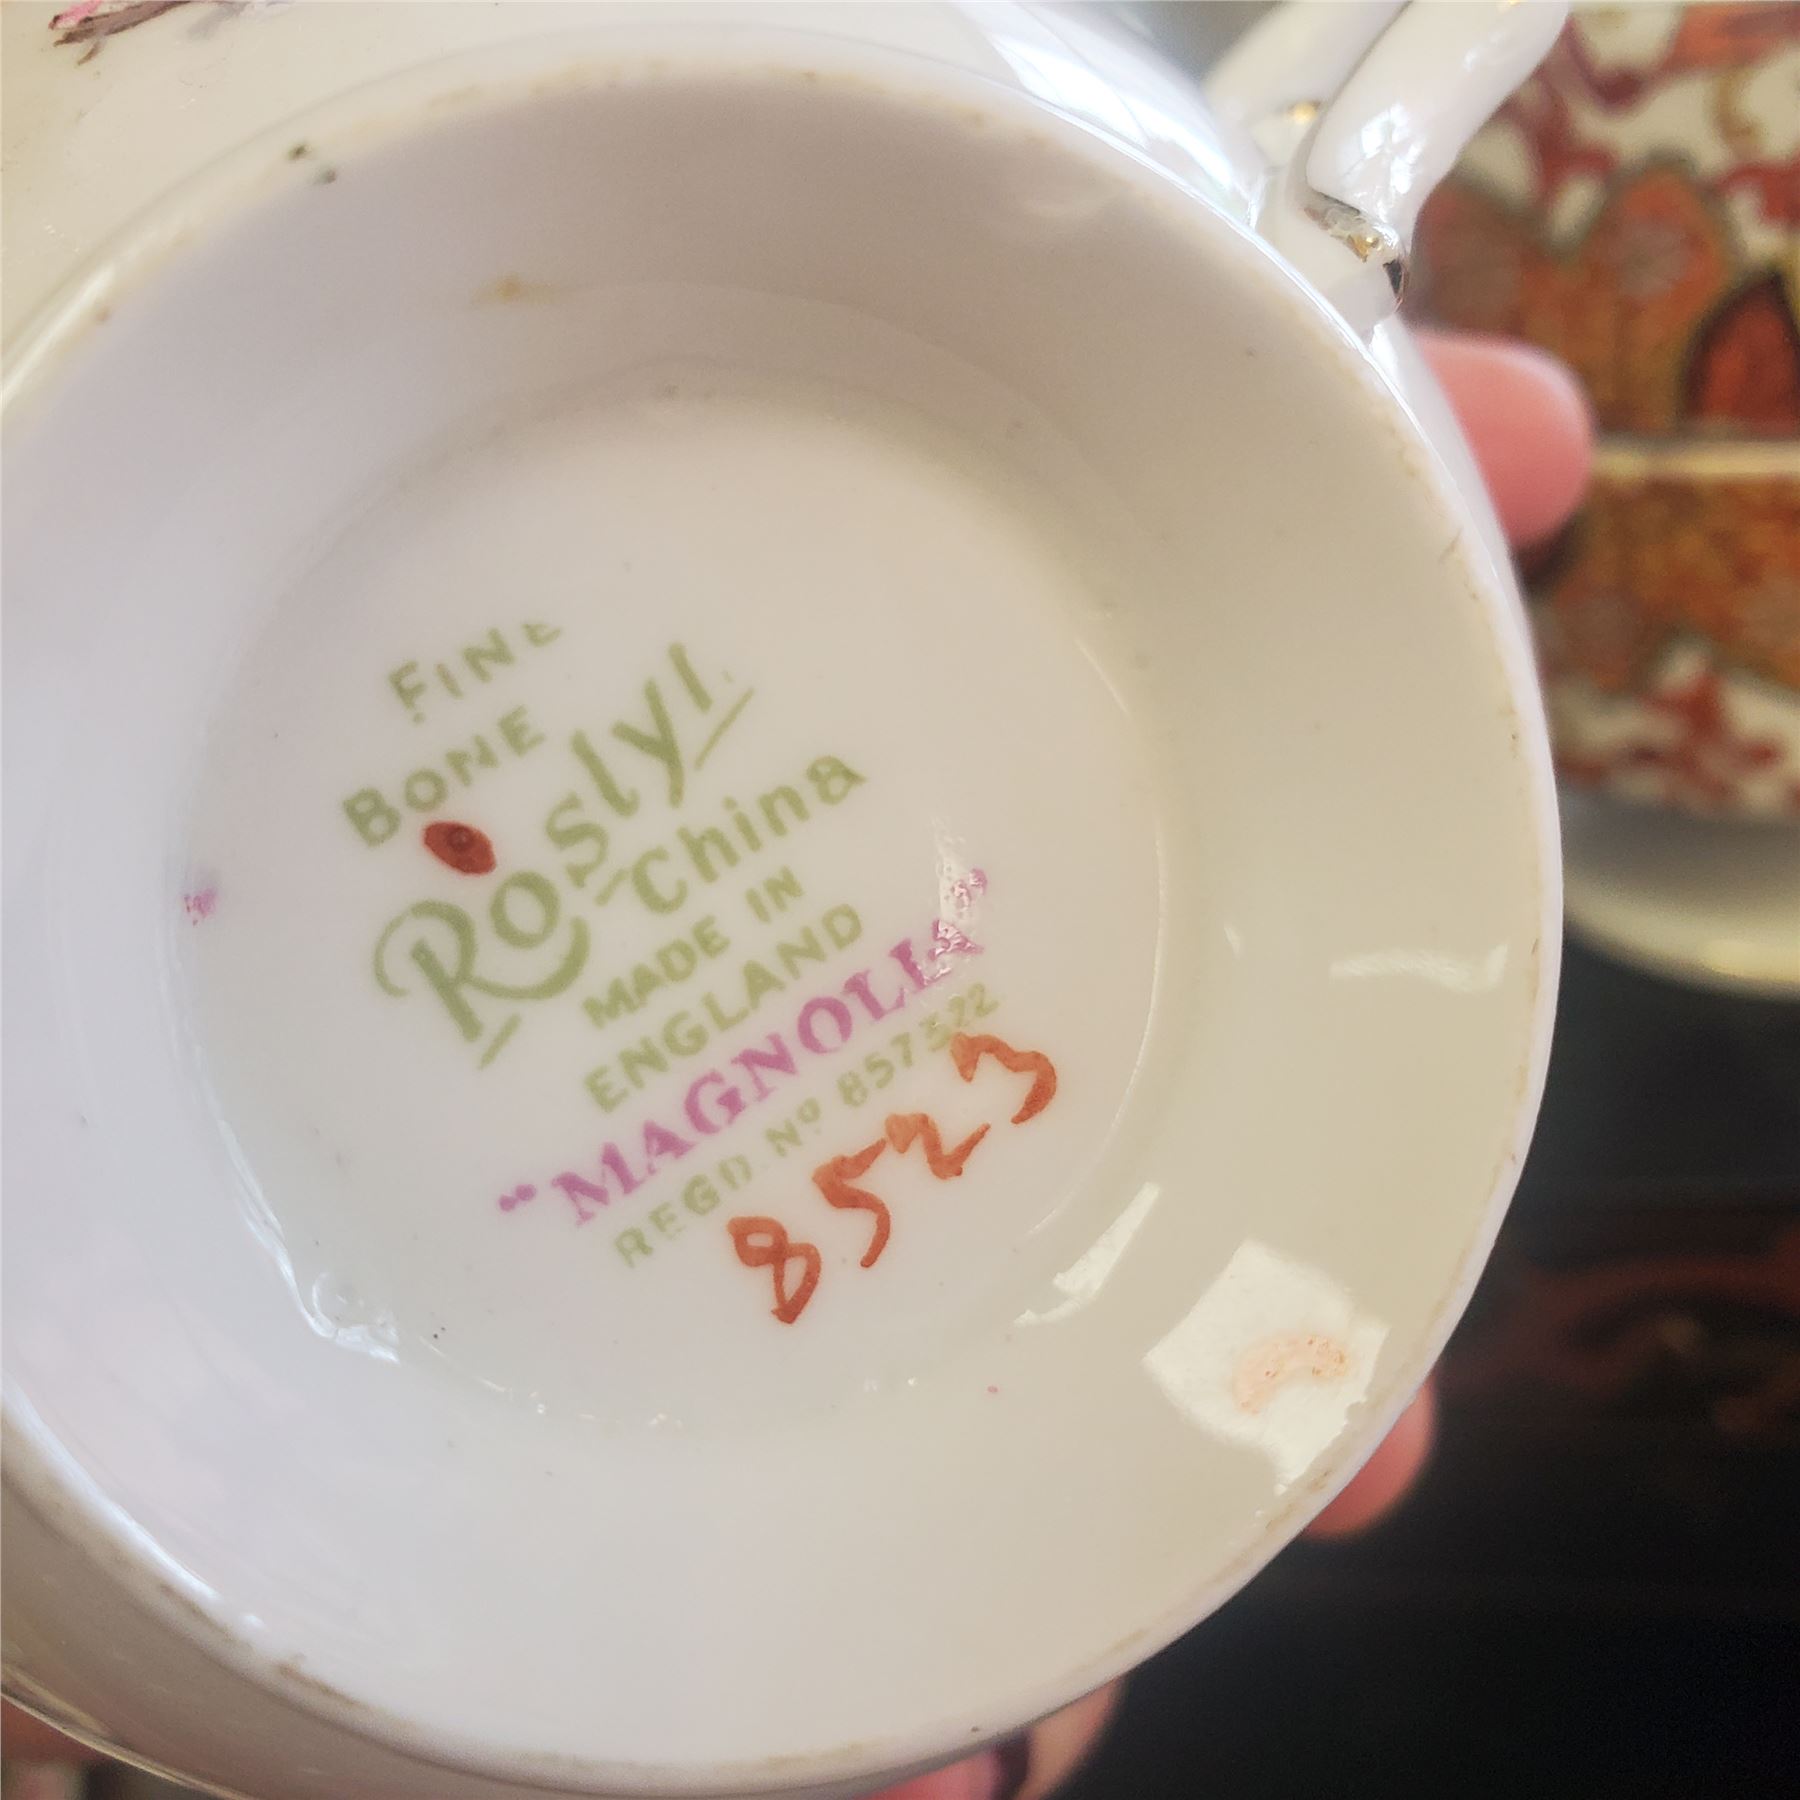 FINE
BONE
Roslyn
China
MADE IN
ENGLAND
"MAGNOLIA"
REGD. No 857322
8523